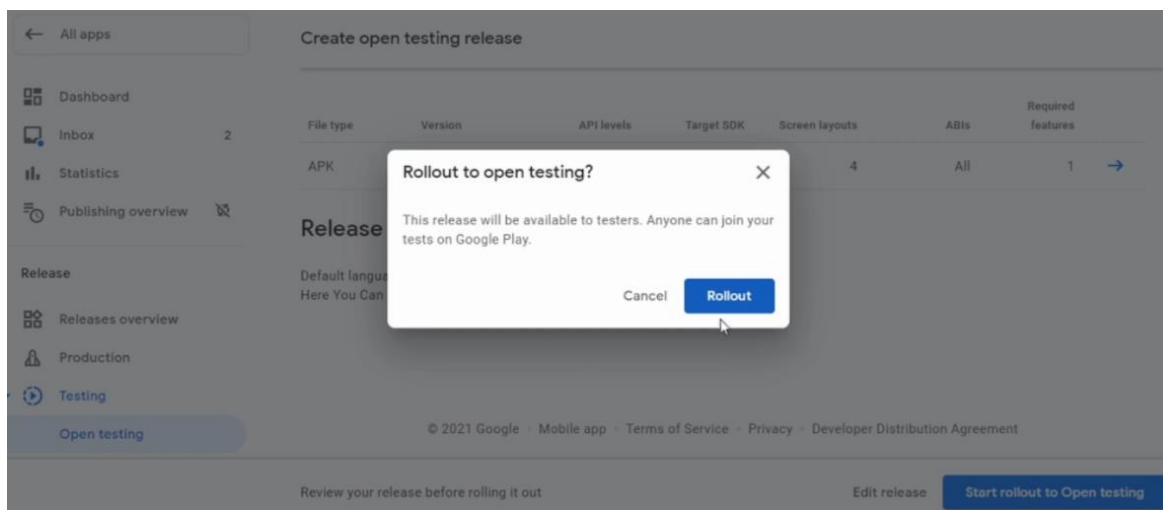 All apps
Create open testing release
Dashboard
Inbox 2
Statistics
Publishing overview
Release
Releases overview
Production
Testing
Open testing
Required
File type Version API levels Target SDK Screen layouts ABIs features
APK 4 All 1
Release
Default langua
Here You Can
Rollout to open testing?
This release will be available to testers. Anyone can join your
tests on Google Play.
Cancel Rollout
© 2021 Google · Mobile app · Terms of Service · Privacy · Developer Distribution Agreement
Review your release before rolling it out Edit release Start rollout to Open testing